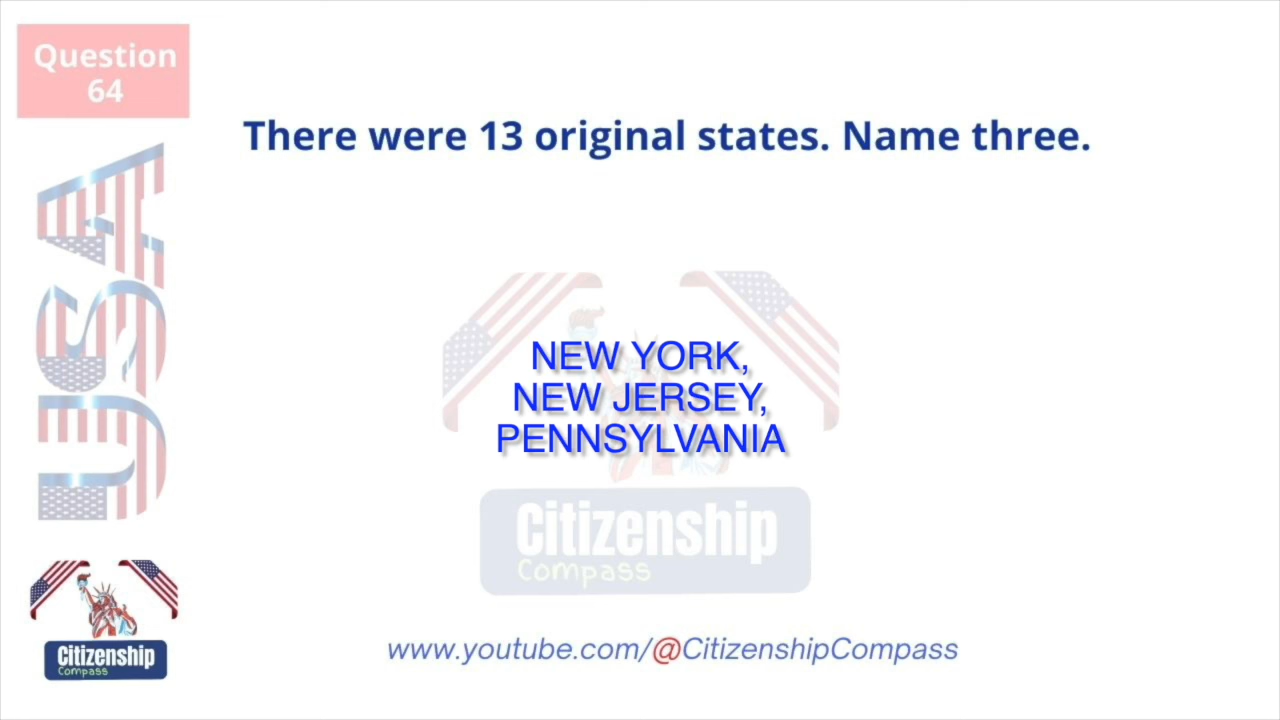 Question
64
There were 13 original states. Name three.
USA
NEW YORK,
NEW JERSEY,
PENNSYLVANIA
Citizenship
Compass
Citizenship
Compass
www.youtube.com/@CitizenshipCompass